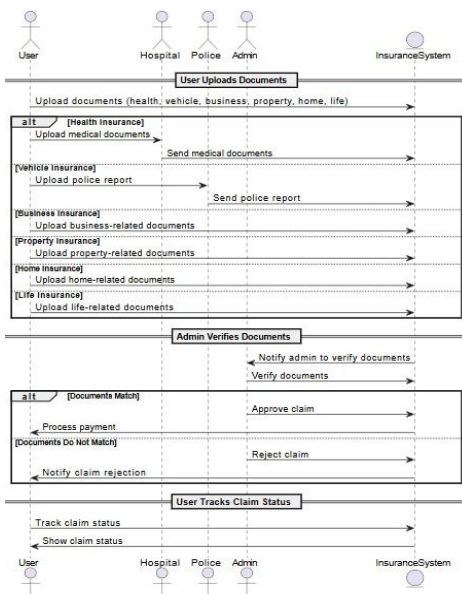 User Hospital Police Admin InsuranceSystem
User Uploads Documents
Upload documents (health, vehicle, business, property, home, life)
alt [Health Insurance]
Upload medical documents
Send medical documents
[Vehicle Insurance]
Upload police report
Send police report
[Business Insurance]
Upload business-related documents
[Property Insurance]
Upload property-related documents
[Home Insurance]
Upload home-related documents
[Life Insurance]
Upload life-related documents
Admin Verifies Documents
Notify admin to verify documents
Verify documents
alt [Documents Match]
Approve claim
Process payment
[Documents Do Not Match]
Reject claim
Notify claim rejection
User Tracks Claim Status
Track claim status
Show claim status
User Hospital Police Admin InsuranceSystem